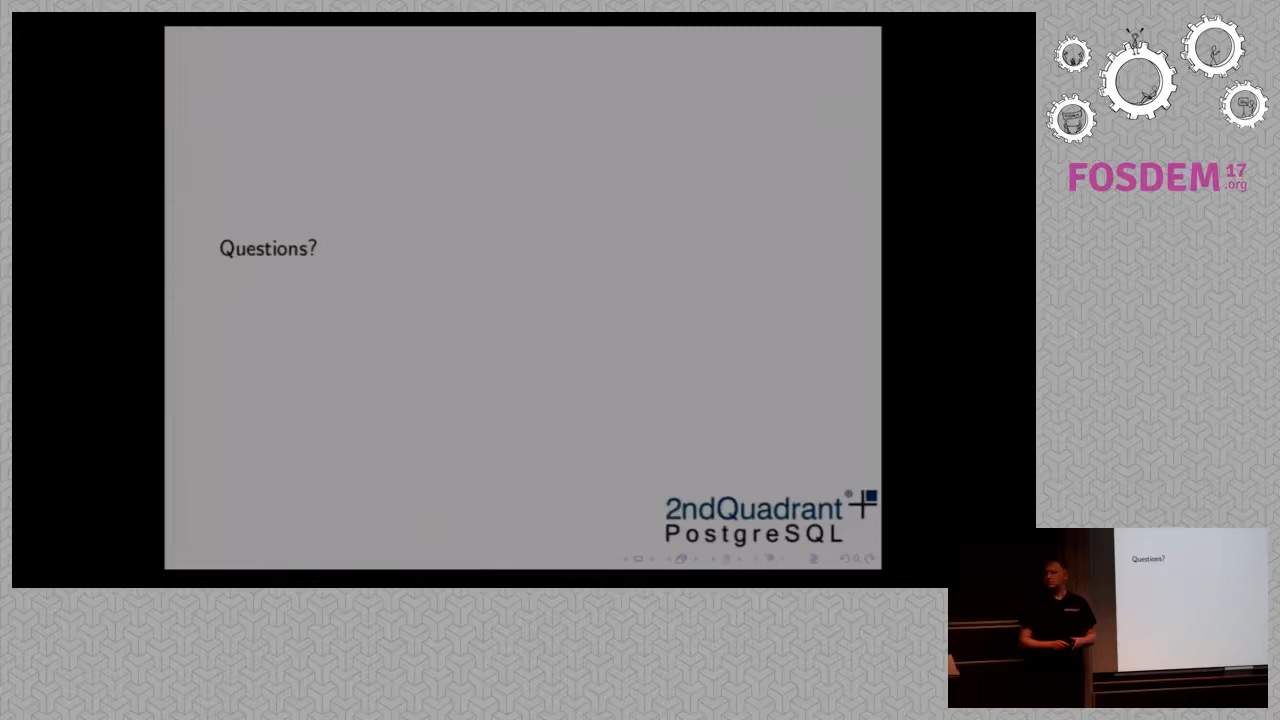 Questions?
2ndQuadrant
PostgreSQL
FOSDEM 17
.org
Questions?